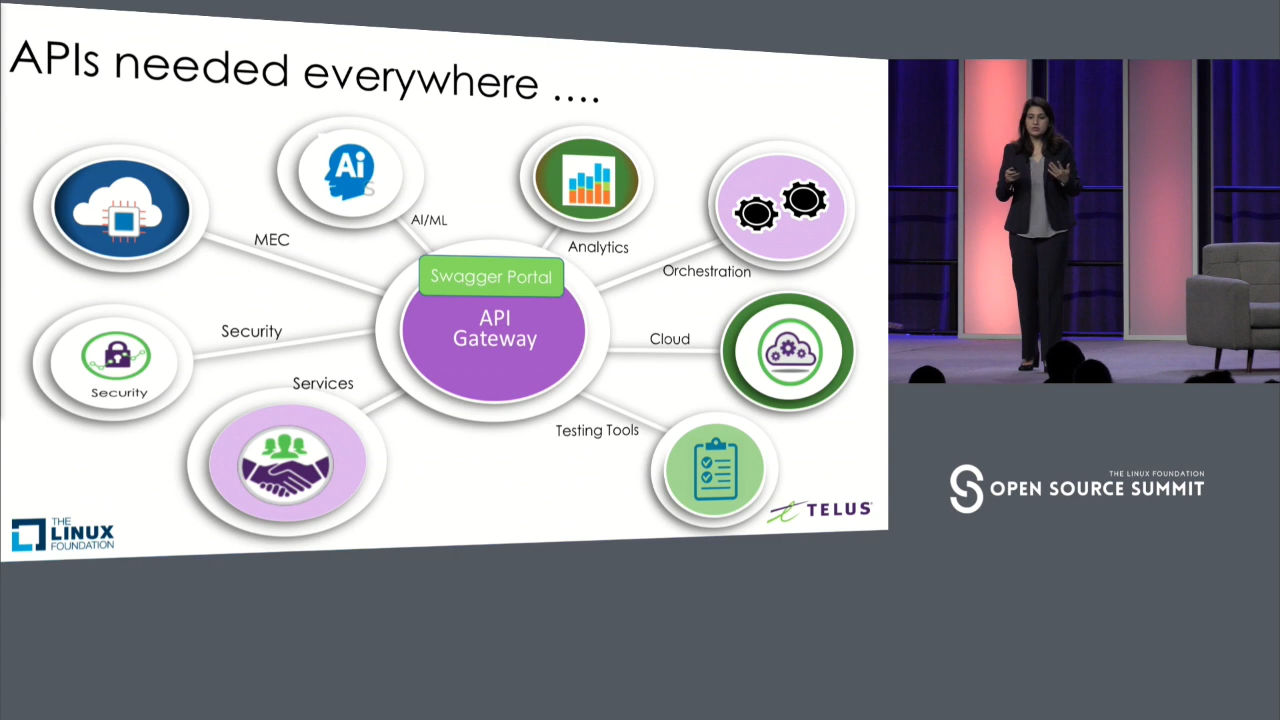 APIs needed everywhere ....
Ai
S
AI/ML
MEC
Analytics
Orchestration
Swagger Portal
API
Gateway
Security
Security
Cloud
Services
Testing Tools
THE
LINUX
FOUNDATION
TELUS
THE LINUX FOUNDATION
OPEN SOURCE SUMMIT